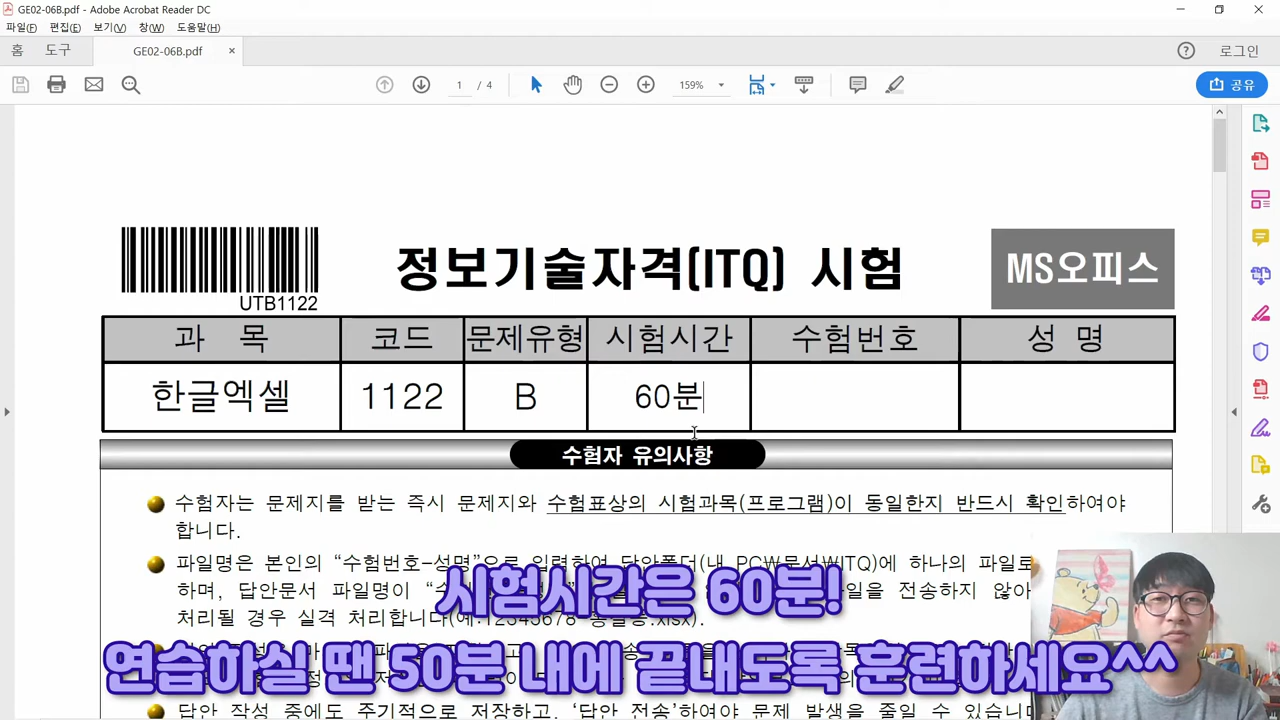 GE02-06B.pdf - Adobe Acrobat Reader DC
파일(F) 편집(E) 보기(V) 창(W) 도움말(H)
홈 도구 GE02-06B.pdf × 로그인
1 / 4 159% 공유
UTB1122
정보기술자격(ITQ) 시험
MS오피스
과 목 코드 문제유형 시험시간 수험번호 성 명
한글엑셀 1122 B 60분
수험자 유의사항
수험자는 문제지를 받는 즉시 문제지와 수험표상의 시험과목(프로그램)이 동일한지 반드시 확인하여야
합니다.
파일명은 본인의 “수험번호-성명”으로 입력하여 답안폴더(내 PC₩문서₩ITQ)에 하나의 파일로
하며, 답안문서 파일명이
처리될 경우 실격 처리합니다(예:
시험시간은 60분!
연습하실 땐 50분 내에 끝내도록 훈련하세요^^
답안 작성 중에도 주기적으로 저장하고, ‘답안 전송’하여야 문제 발생을 줄일 수 있습니다